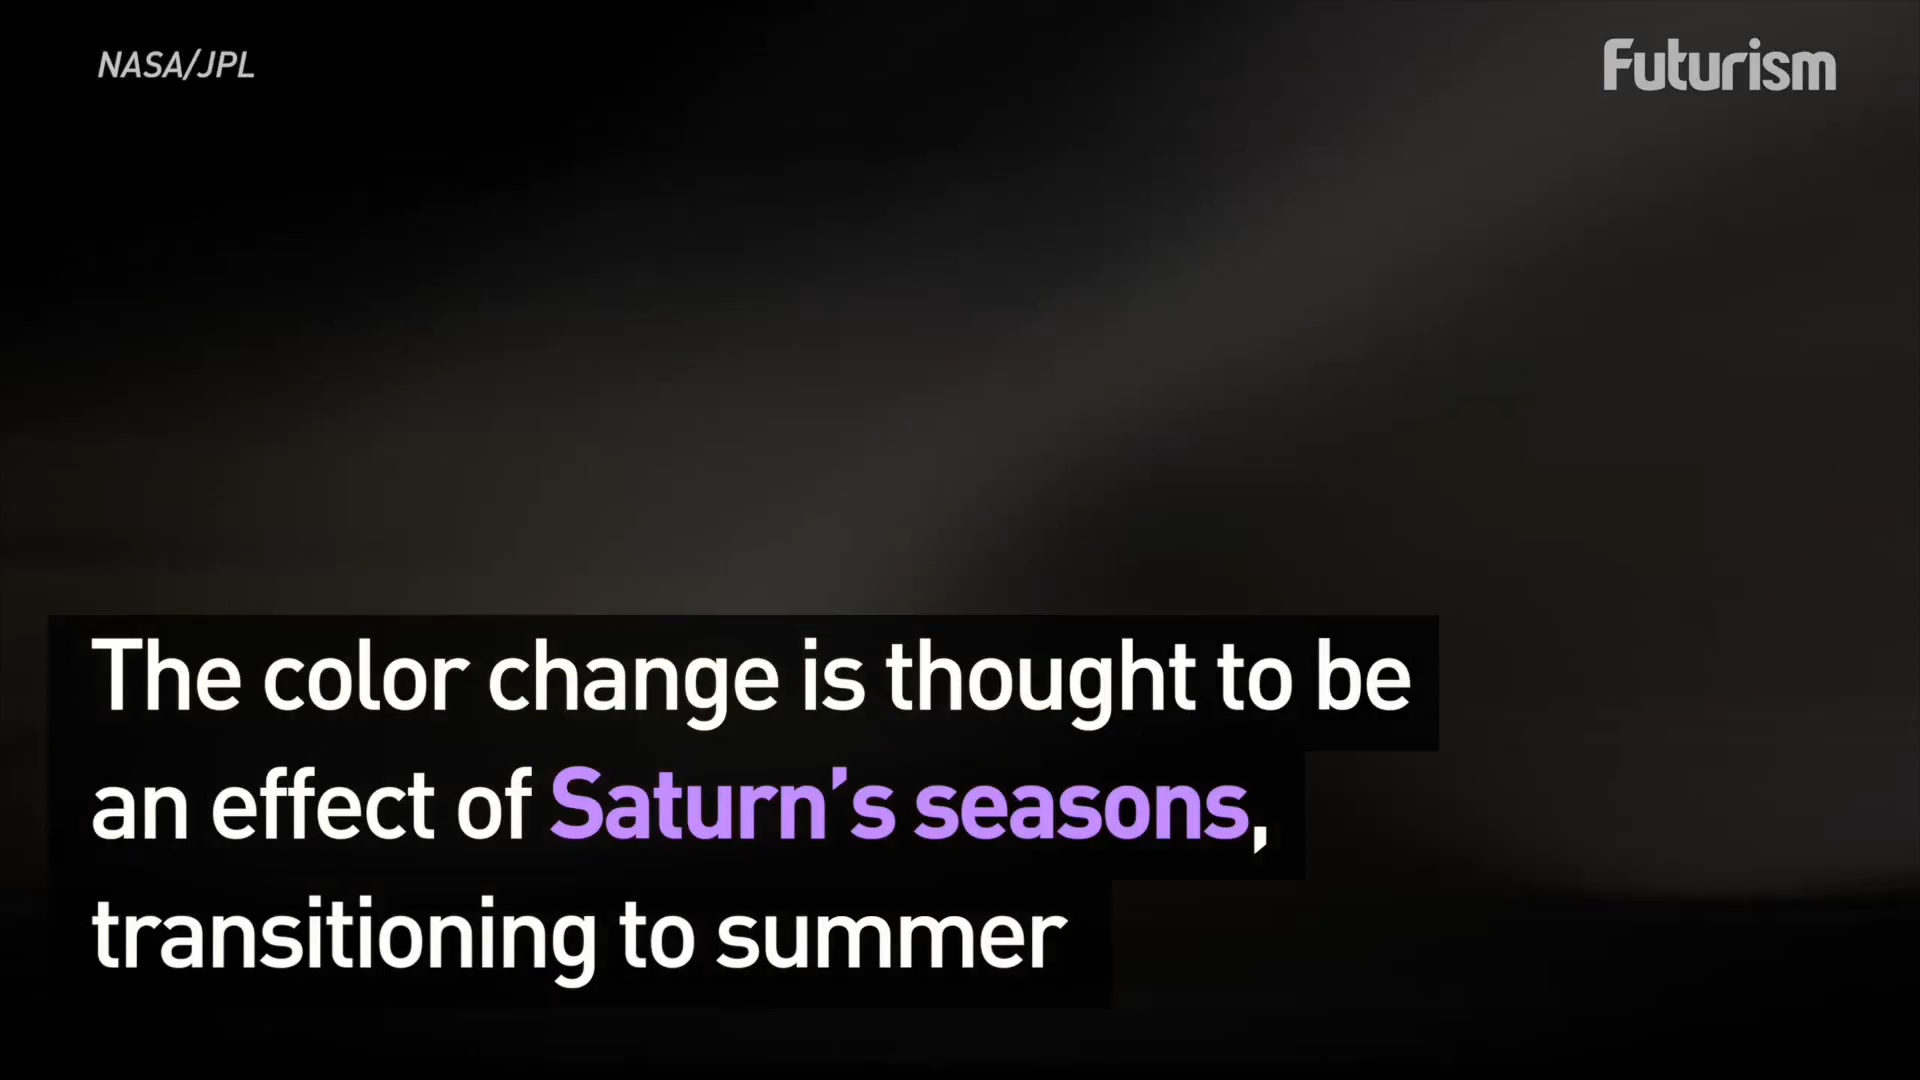 NASA/JPL
Futurism
The color change is thought to be
an effect of Saturn’s seasons,
transitioning to summer